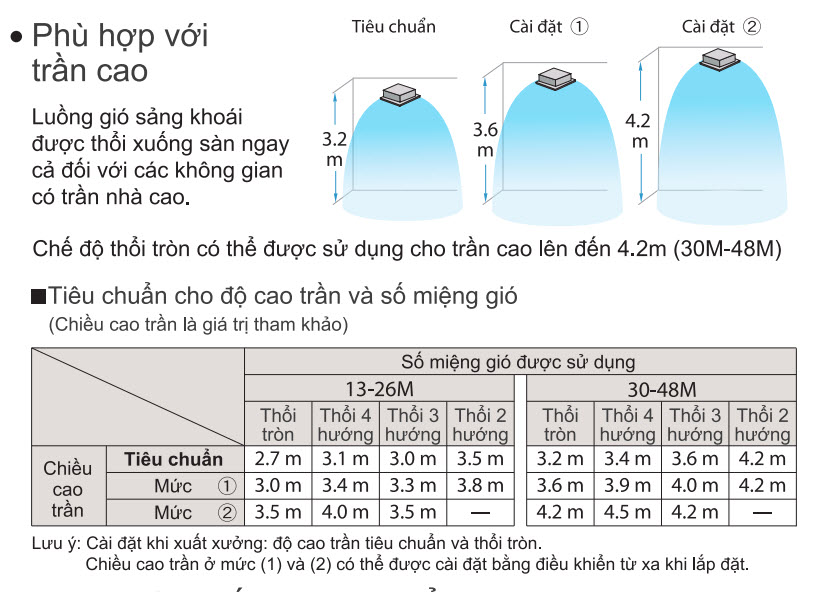 • Phù hợp với
trần cao
Luồng gió sảng khoái
được thổi xuống sàn ngay
cả đối với các không gian
có trần nhà cao.
Tiêu chuẩn
Cài đặt ①
Cài đặt ②
3.2
m
3.6
m
4.2
m
Chế độ thổi tròn có thể được sử dụng cho trần cao lên đến 4.2m (30M-48M)
■Tiêu chuẩn cho độ cao trần và số miệng gió
(Chiều cao trần là giá trị tham khảo)
Số miệng gió được sử dụng
13-26M 30-48M
Thổi Thổi 4 Thổi 3 Thổi 2 Thổi Thổi 4 Thổi 3 Thổi 2
tròn hướng hướng hướng tròn hướng hướng hướng
Chiều
cao
trần
Tiêu chuẩn 2.7 m 3.1 m 3.0 m 3.5 m 3.2 m 3.4 m 3.6 m 4.2 m
Mức ① 3.0 m 3.4 m 3.3 m 3.8 m 3.6 m 3.9 m 4.0 m 4.2 m
Mức ② 3.5 m 4.0 m 3.5 m — 4.2 m 4.5 m 4.2 m —
Lưu ý: Cài đặt khi xuất xưởng: độ cao trần tiêu chuẩn và thổi tròn.
Chiều cao trần ở mức (1) và (2) có thể được cài đặt bằng điều khiển từ xa khi lắp đặt.